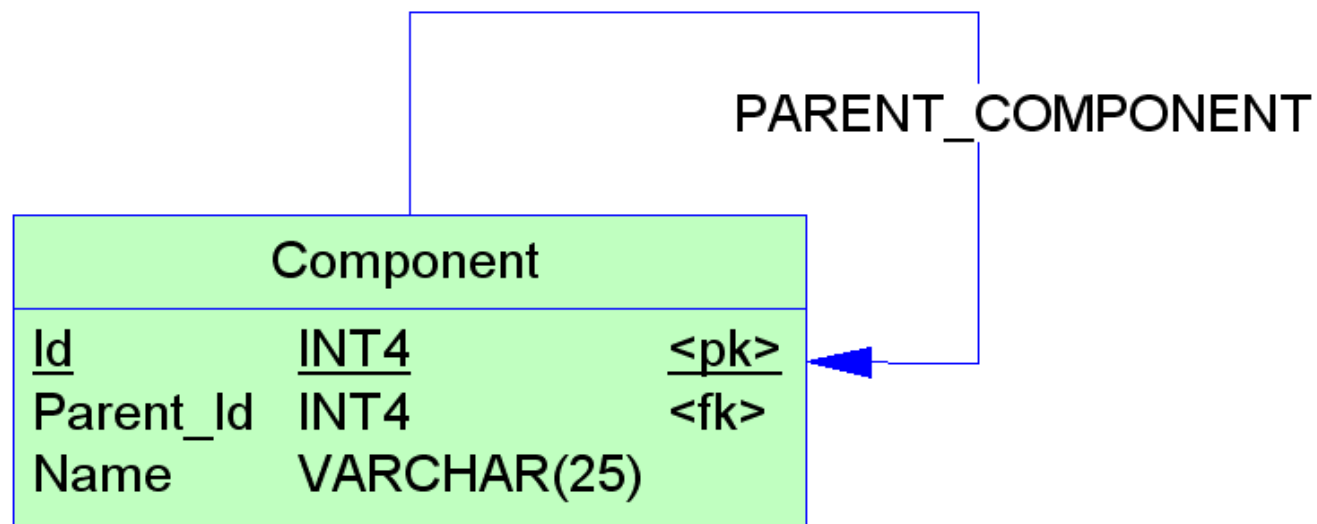 PARENT_COMPONENT
Component
Id INT4 <pk>
Parent_Id INT4 <fk>
Name VARCHAR(25)